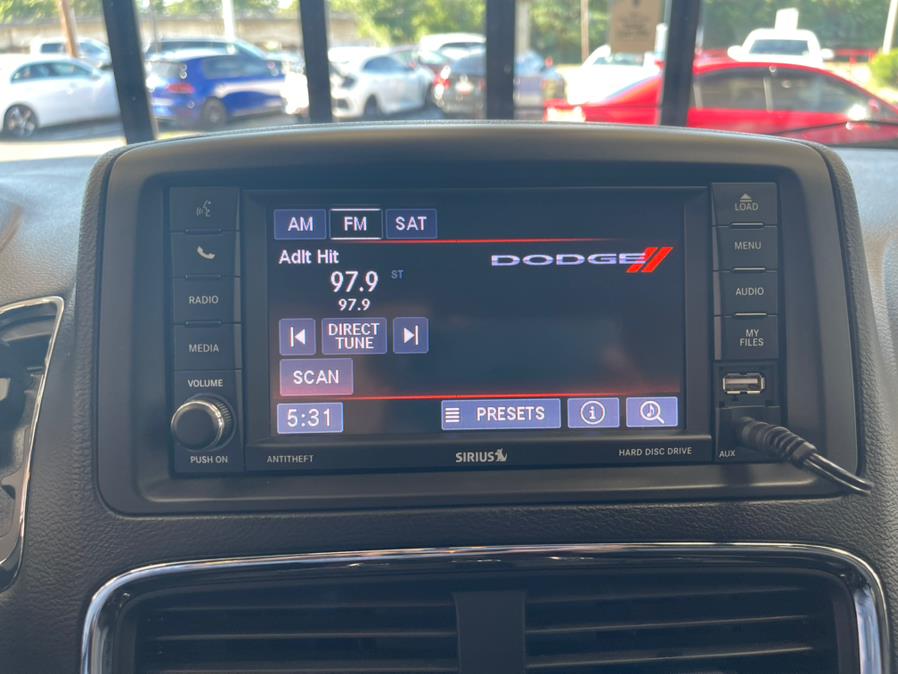 AM FM SAT
Adlt Hit
97.9 ST
97.9
DIRECT
TUNE
SCAN
5:31 PRESETS
DODGE
RADIO
MEDIA
VOLUME
PUSH ON
ANTITHEFT
SIRIUS
HARD DISC DRIVE
LOAD
MENU
AUDIO
MY
FILES
AUX